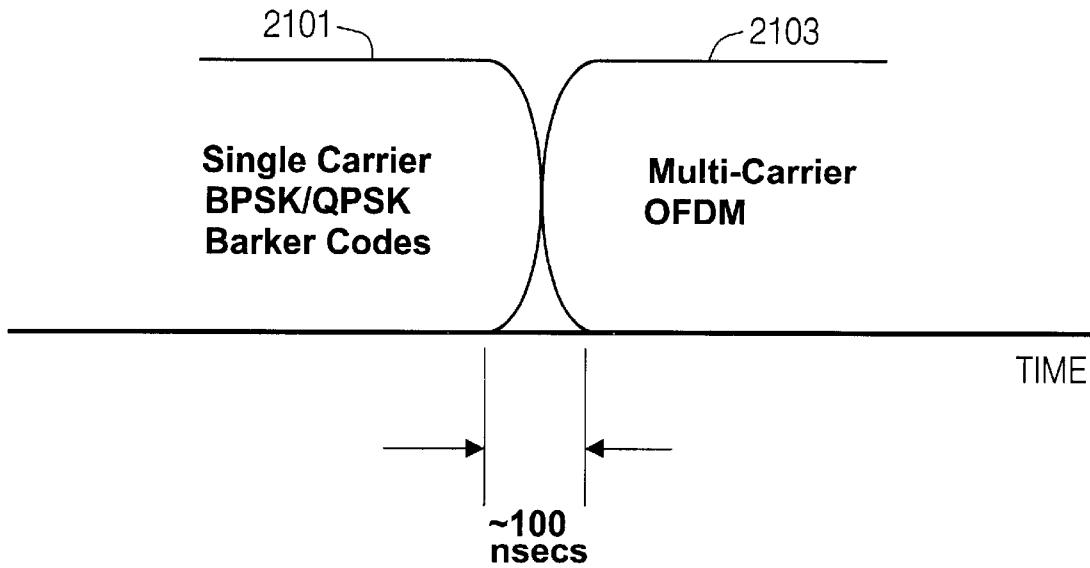 2101
2103
Single Carrier
BPSK/QPSK
Barker Codes
Multi-Carrier
OFDM
TIME
~100
nsecs